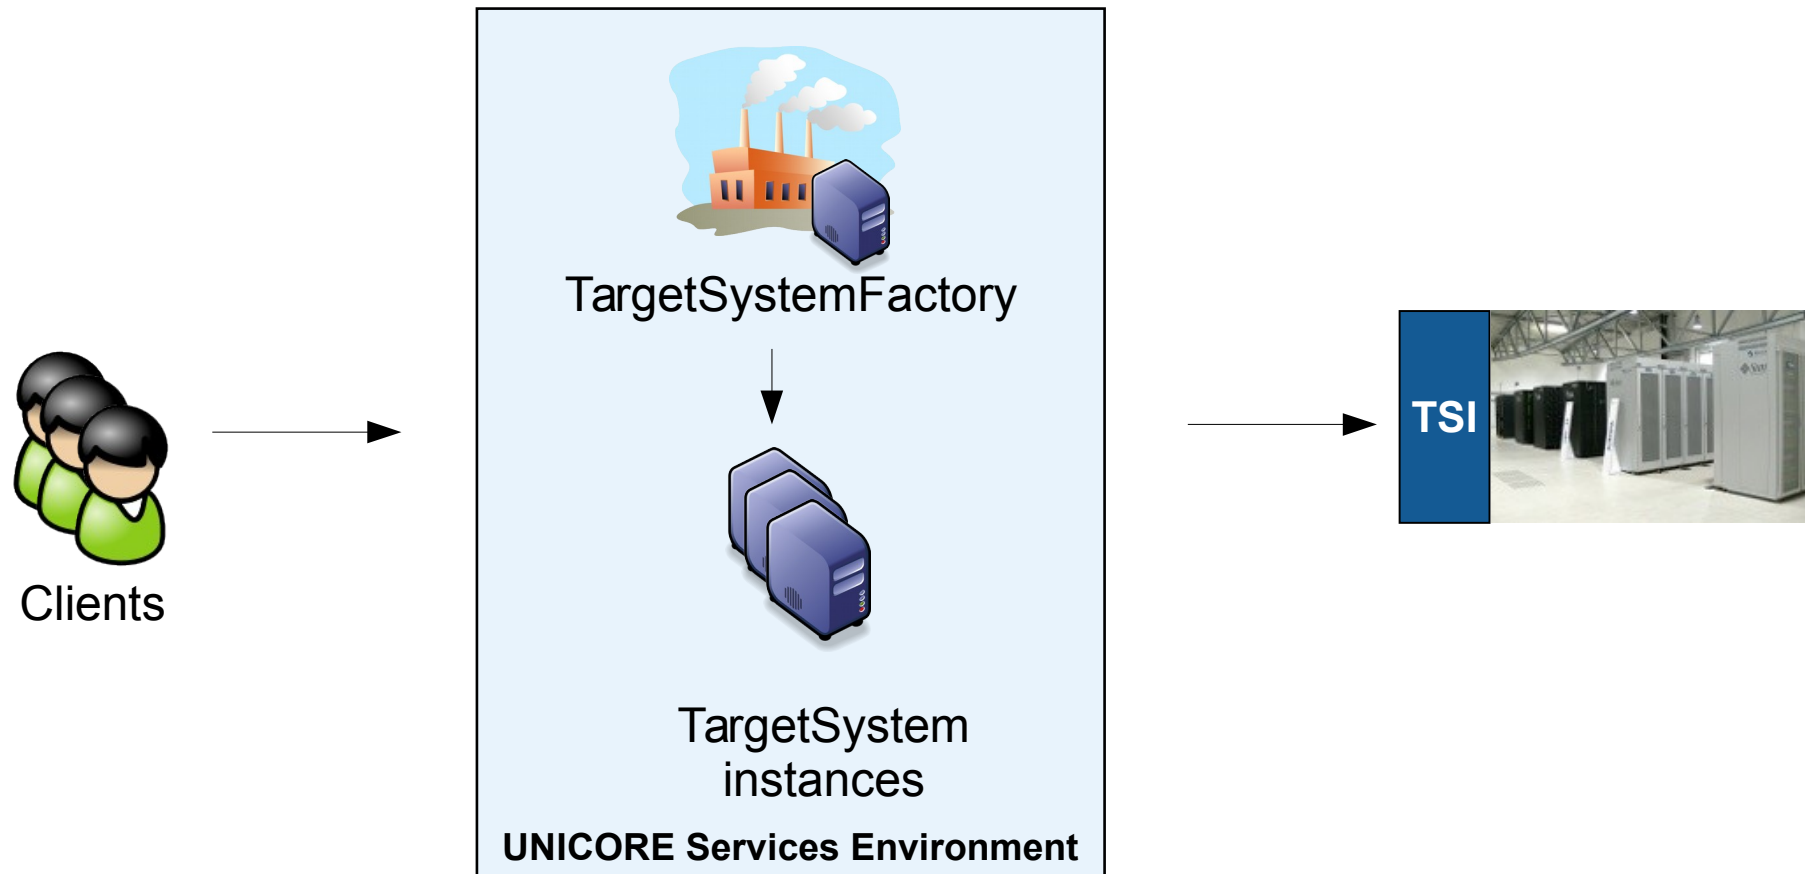 TargetSystemFactory
TSI
Clients
TargetSystem
instances
UNICORE Services Environment